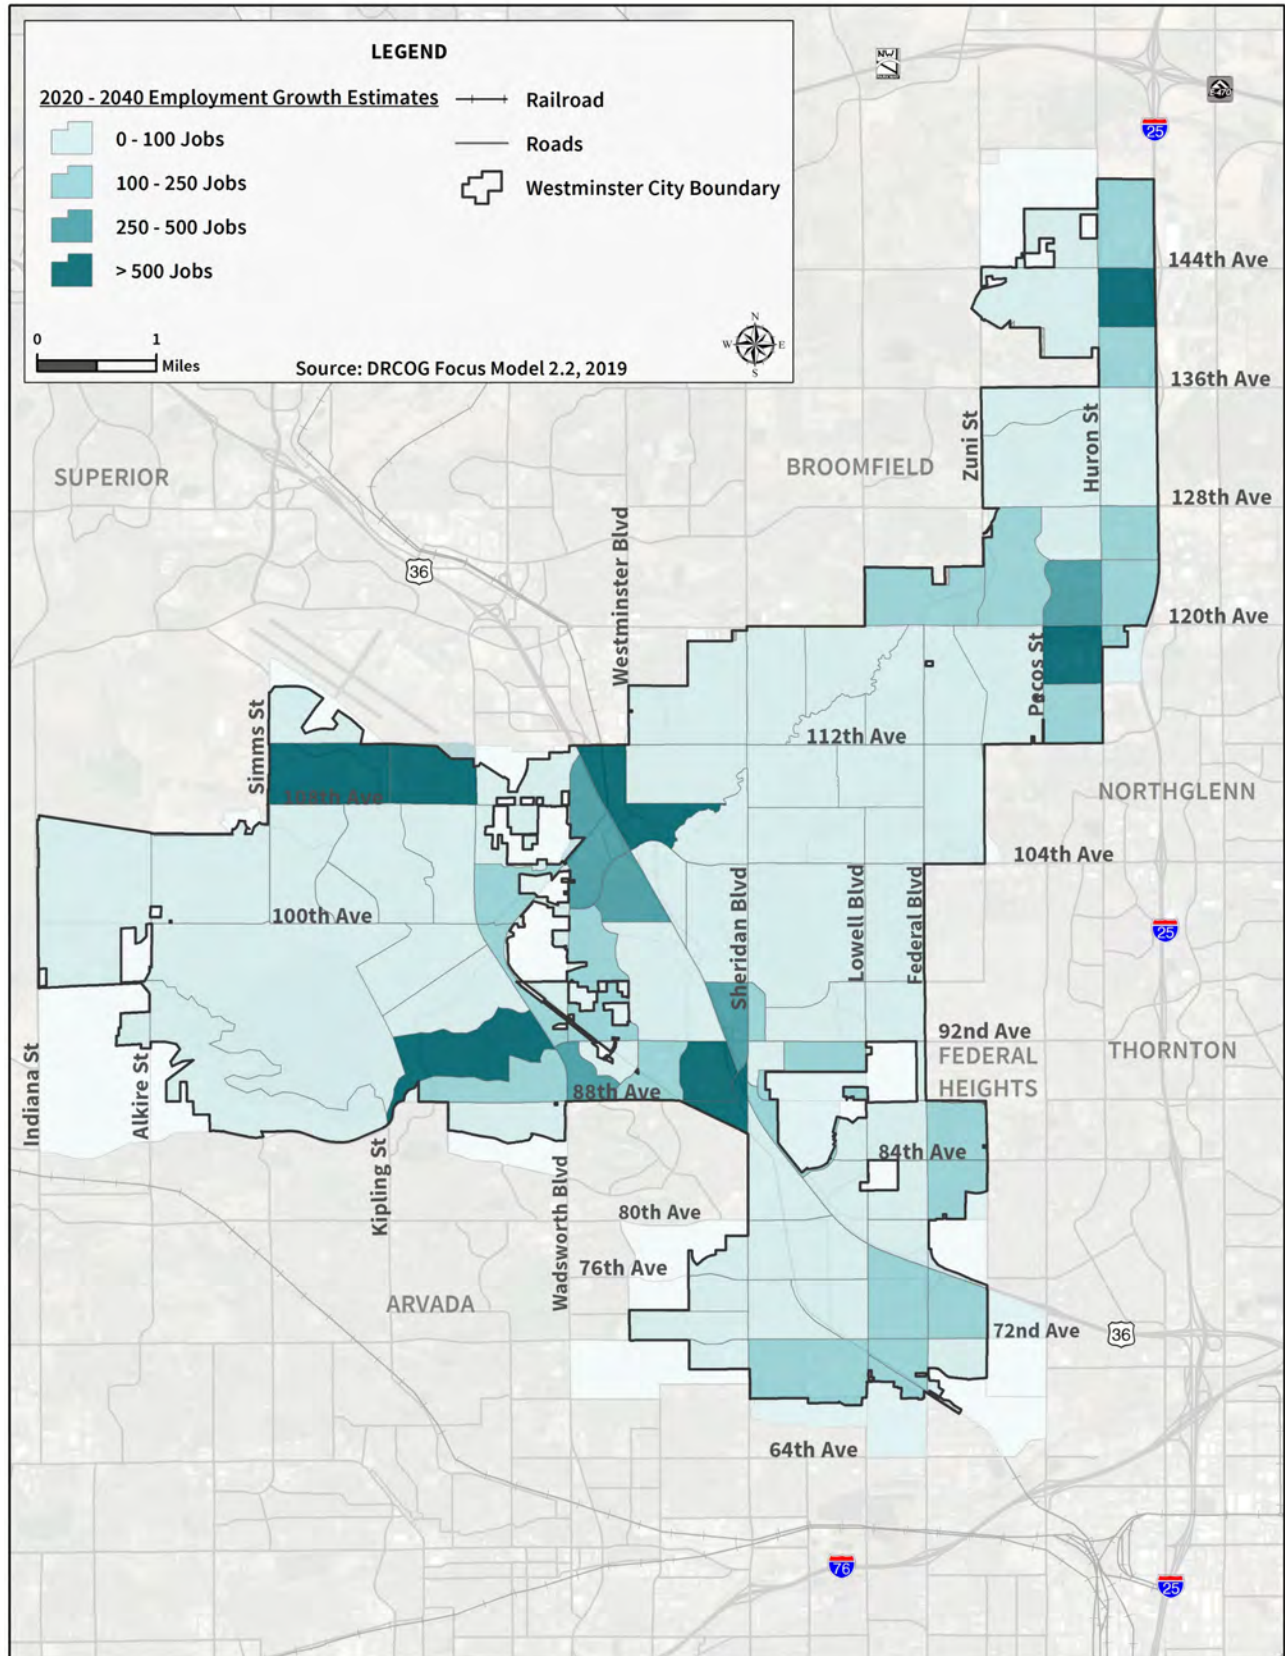 LEGEND
2020 - 2040 Employment Growth Estimates
0 - 100 Jobs
100 - 250 Jobs
250 - 500 Jobs
> 500 Jobs
Railroad
Roads
Westminster City Boundary
0 1
Miles
Source: DRCOG Focus Model 2.2, 2019
N
W E
S
NW
E-470
25
144th Ave
136th Ave
Zuni St
Huron St
BROOMFIELD
SUPERIOR
128th Ave
Westminster Blvd
36
120th Ave
Pecos St
Simms St
112th Ave
108th Ave
NORTHGLENN
104th Ave
100th Ave
Sheridan Blvd
Lowell Blvd
Federal Blvd
25
92nd Ave
FEDERAL
HEIGHTS
THORNTON
Indiana St
Alkire St
88th Ave
Kipling St
Wadsworth Blvd
84th Ave
80th Ave
76th Ave
ARVADA
72nd Ave
36
64th Ave
76
25